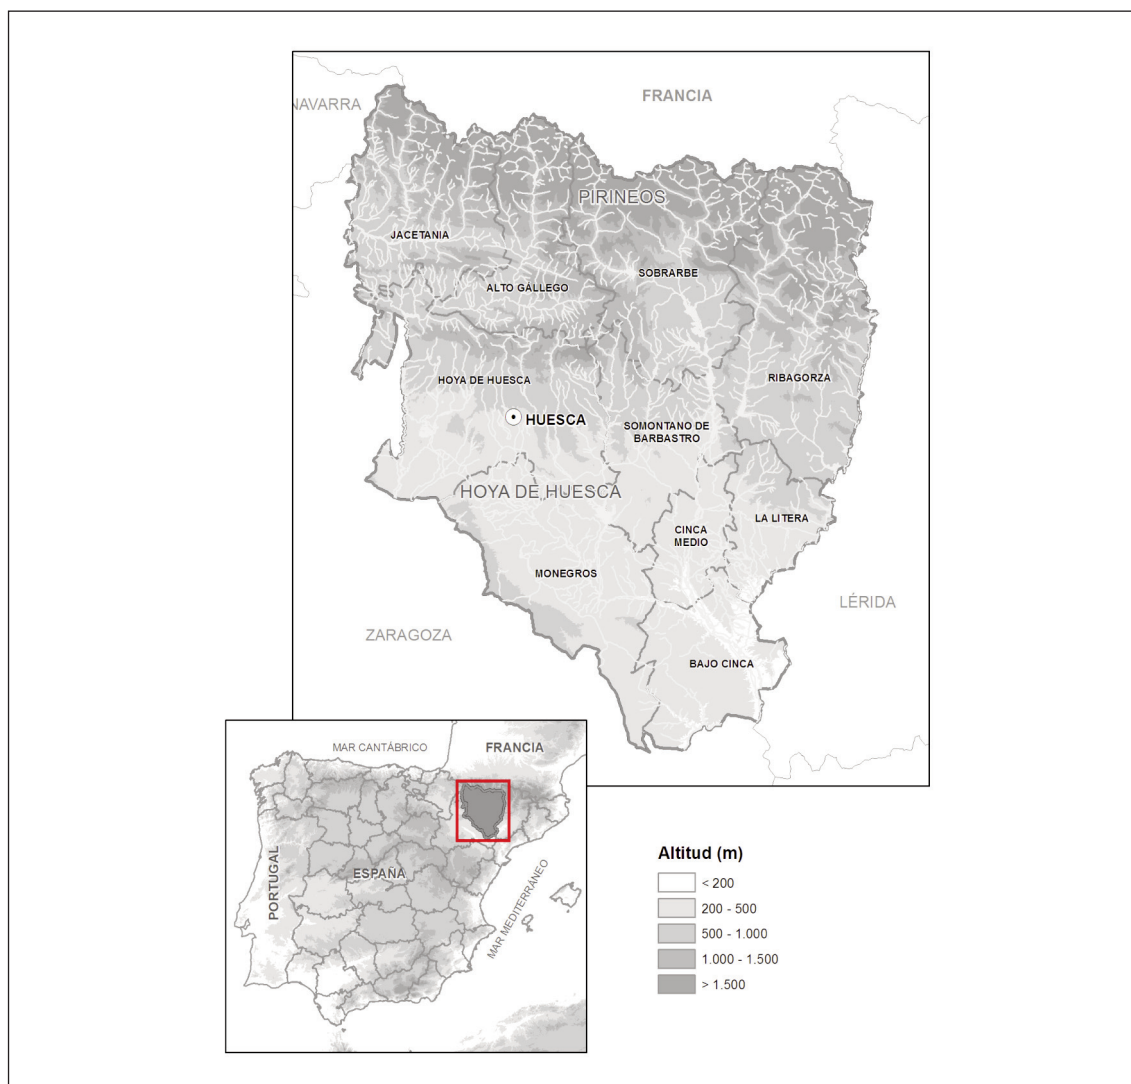 FRANCIA
NAVARRA
PIRINEOS
JACETANIA
SOBRARBE
ALTO GÁLLEGO
HOYA DE HUESCA
RIBAGORZA
HUESCA
SOMONTANO DE
BARBASTRO
HOYA DE HUESCA
LA LITERA
CINCA
MEDIO
MONEGROS
LÉRIDA
ZARAGOZA
BAJO CINCA
MAR CANTÁBRICO
FRANCIA
PORTUGAL
ESPAÑA
MAR MEDITERRÁNEO
Altitud (m)
< 200
200 - 500
500 - 1.000
1.000 - 1.500
> 1.500